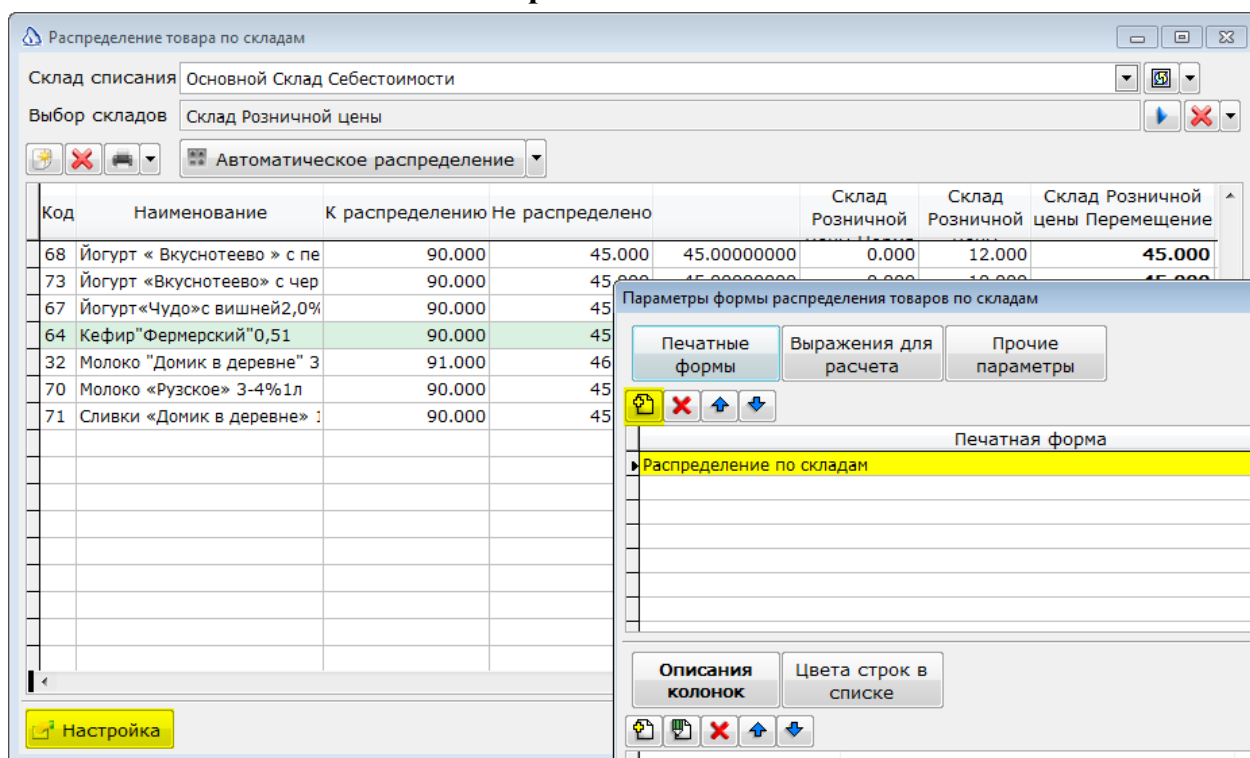 Распределение товара по складам
Склад списания Основной Склад Себестоимости
Выбор складов Склад Розничной цены
Автоматическое распределение
Код Наименование К распределению Не распределено Склад Розничной Склад Розничной Склад Розничной цены Перемещение
68 Йогурт « Вкуснотеево » с пе 90.000 45.000 45.00000000 0.000 12.000 45.000
73 Йогурт «Вкуснотеево» с чер 90.000
67 Йогурт«Чудо»с вишней2,0% 90.000 45
64 Кефир"Фермерский"0,51 90.000 45
32 Молоко "Домик в деревне" 3 91.000 46
70 Молоко «Рузское» 3-4%1л 90.000 45
71 Сливки «Домик в деревне» 1 90.000 45
Настройка
Параметры формы распределения товаров по складам
Печатные формы
Выражения для расчета
Прочие параметры
Печатная форма
Распределение по складам
Описания колонок
Цвета строк в списке